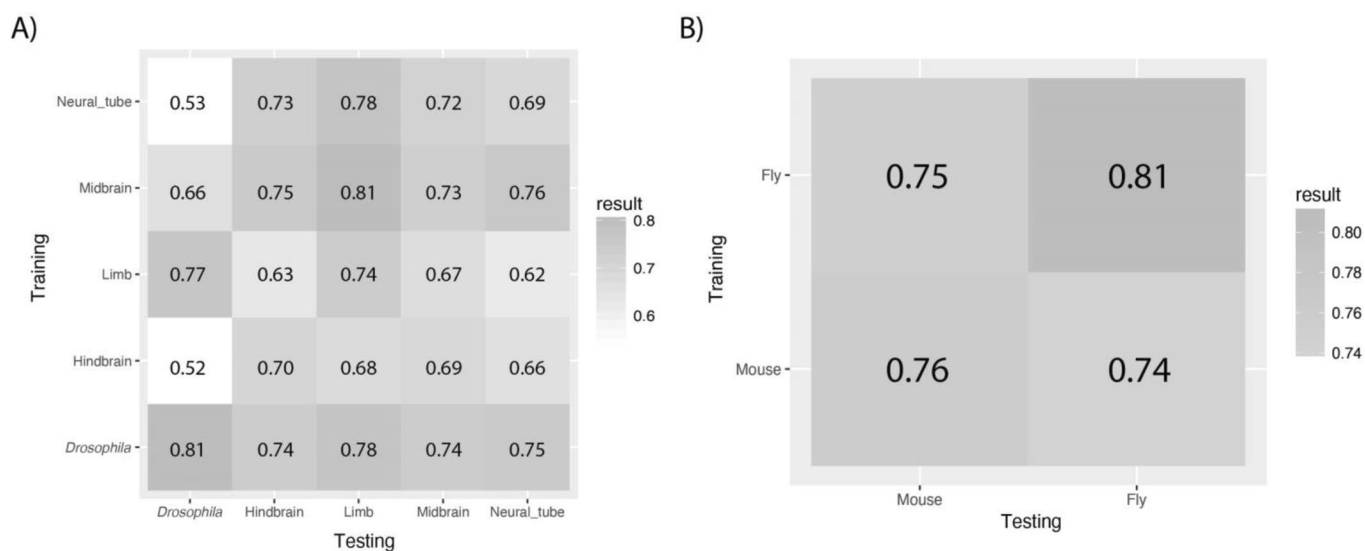 A)
Training
Neural_tube
0.53 0.73 0.78 0.72 0.69
Midbrain
0.66 0.75 0.81 0.73 0.76
Limb
0.77 0.63 0.74 0.67 0.62
Hindbrain
0.52 0.70 0.68 0.69 0.66
Drosophila
0.81 0.74 0.78 0.74 0.75
Drosophila Hindbrain Limb Midbrain Neural_tube
Testing
result
0.8
0.7
0.6
B)
Training
Fly
0.75 0.81
Mouse
0.76 0.74
Mouse Fly
Testing
result
0.80
0.78
0.76
0.74